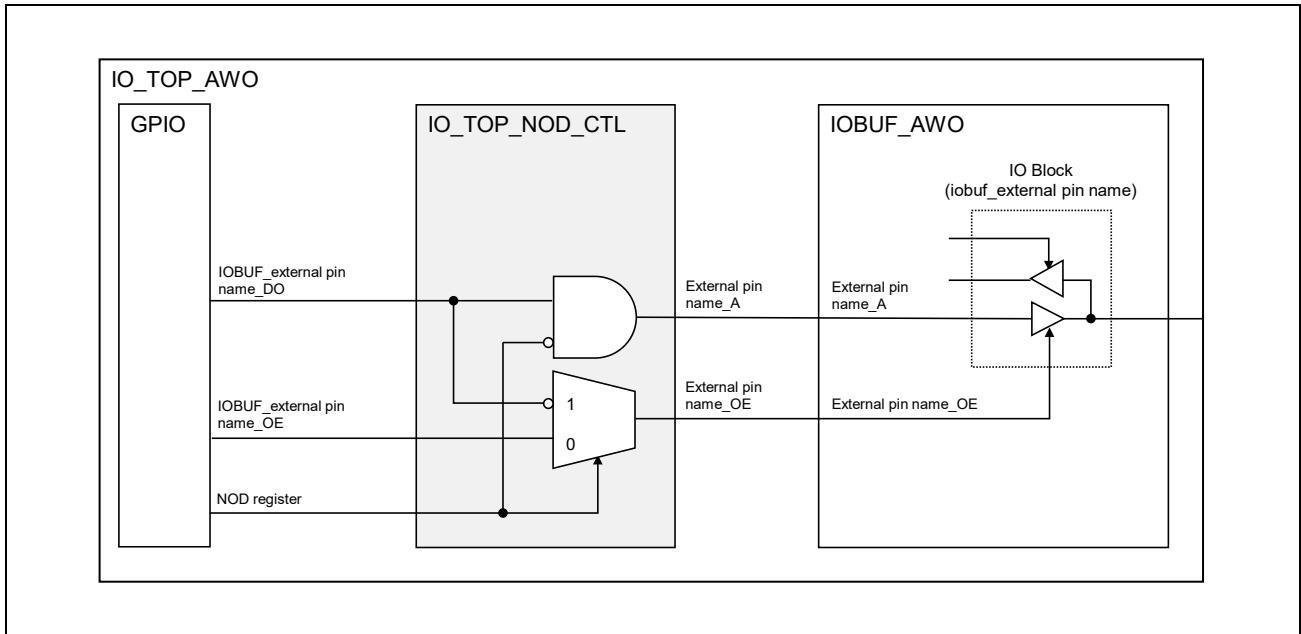 IO_TOP_AWO
GPIO
IO_TOP_NOD_CTL
IOBUF_AWO
IO Block
(iobuf_external pin name)
IOBUF_external pin
name_DO
External pin
name_A
External pin
name_A
IOBUF_external pin
name_OE
1
0
External pin
name_OE
External pin name_OE
NOD register